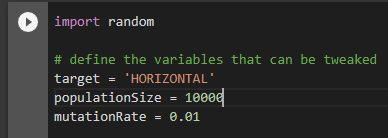 import random
# define the variables that can be tweaked
target = 'HORIZONTAL'
populationSize = 10000
mutationRate = 0.01